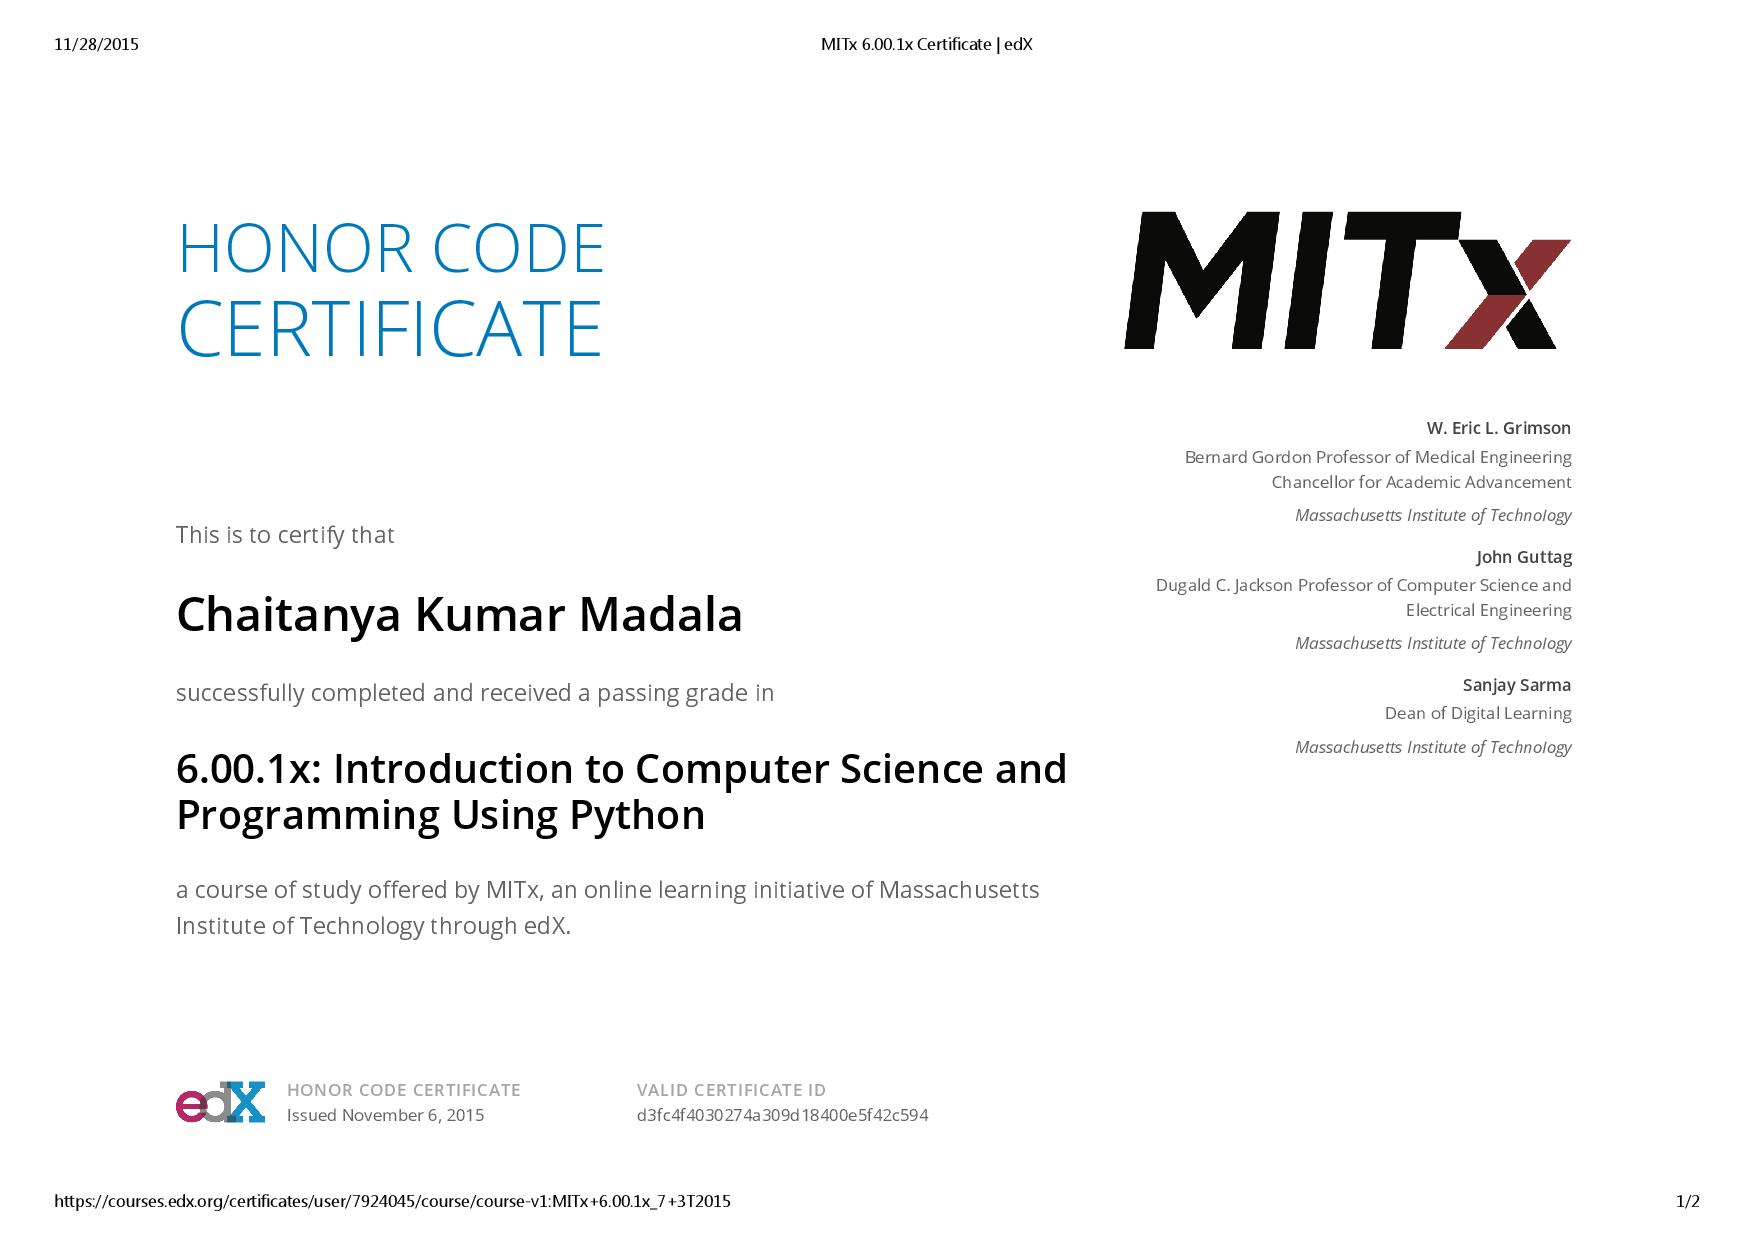 11/28/2015
MITx 6.00.1x Certificate | edX
HONOR CODE
CERTIFICATE
MITx
W. Eric L. Grimson
Bernard Gordon Professor of Medical Engineering
Chancellor for Academic Advancement
Massachusetts Institute of Technology
John Guttag
Dugald C. Jackson Professor of Computer Science and
Electrical Engineering
Massachusetts Institute of Technology
Sanjay Sarma
Dean of Digital Learning
Massachusetts Institute of Technology
This is to certify that
Chaitanya Kumar Madala
successfully completed and received a passing grade in
6.00.1x: Introduction to Computer Science and
Programming Using Python
a course of study offered by MITx, an online learning initiative of Massachusetts
Institute of Technology through edX.
edX
HONOR CODE CERTIFICATE
Issued November 6, 2015
VALID CERTIFICATE ID
d3fc4f4030274a309d18400e5f42c594
https://courses.edx.org/certificates/user/7924045/course/course-v1:MITx+6.00.1x_7+3T2015
1/2